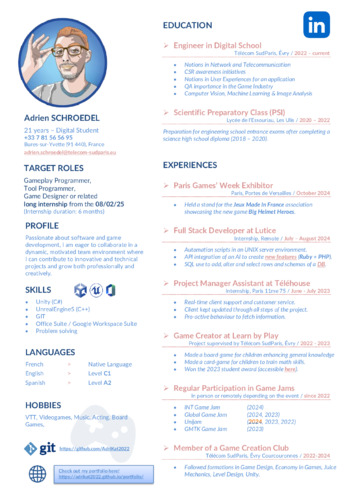 Adrien SCHROEDEL
21 years – Digital Student
+33 7 81 56 56 95
Bures-sur-Yvette (91 440), France
adrien.schroedel@telecom-sudparis.eu
TARGET ROLES
Gameplay Programmer,
Tool Programmer,
Game Designer or related
long internship from the 08/02/25
(Internship duration: 6 months)
PROFILE
Passionate about software and game
development, I am eager to collaborate in a
dynamic, motivated team environment where
I can contribute to innovative and technical
projects and grow both professionally and
creatively.
SKILLS
• Unity (C#)
• UnrealEngine5 (C++)
• GIT
• Office Suite / Google Workspace Suite
• Problem solving
LANGUAGES
French – Native Language
English – Level C1
Spanish – Level A2
HOBBIES
VTT, Videogames, Music, Acting, Board
Games,
git
Check out my portfolio here!
EDUCATION
➢ Engineer in Digital School
Télécom SudParis, Évry / 2022 – current
• Notions in Network and Telecommunication
• CSR awareness initiatives
• Notions in User Experiences for an application
• QA importance in the Game Industry
• Computer Vision, Machine Learning & Image Analysis
➢ Scientific Preparatory Class (PSI)
Lycée de l'Essouriau, Les Ulis / 2020 – 2022
Preparation for engineering school entrance exams after completing a
science high school diploma (2018 – 2020)
EXPERIENCES
➢ Paris Games' Week Exhibitor
Paris, Portes de Versailles / October 2024
• Held a stand for the Jeux Made in France association
showcasing the new game Big Helmet Heroes.
➢ Full Stack Developer at Lutice
Internship, Remote / July – August 2024
• Automation scripts in an UNIX server environment.
• API integration of an AI to create new features (Ruby + PHP).
• SQL use to add, alter and select rows and schemes of a DB.
➢ Project Manager Assistant at Téléhouse
Internship, Paris 11ème 75 / June – July 2023
• Real-time client support and customer service.
• Client kept updated through all steps of the project.
• Pro-active behaviour to fetch information.
➢ Game Creator at Learn by Play
Project supervised by Télécom SudParis, Évry / 2022 – 2023
• Made a board game for children enhancing general knowledge
• Made a card game for children to train math skills.
• Won the 2023 student award (accessible here)
➢ Regular Participation in Game Jams
In person or remotely depending on the event / since 2022
• INT Game Jam (2024)
• Global Game Jam (2024, 2023)
• Unijam (2024, 2023, 2022)
• GMTK Game Jam (2023)
➢ Member of a Game Creation Club
Télécom SudParis, Évry Courcouronnes / 2022–2024
• Followed formations in Game Design, Economy in Games, Juice
Mechanics, Level Design, Unity.